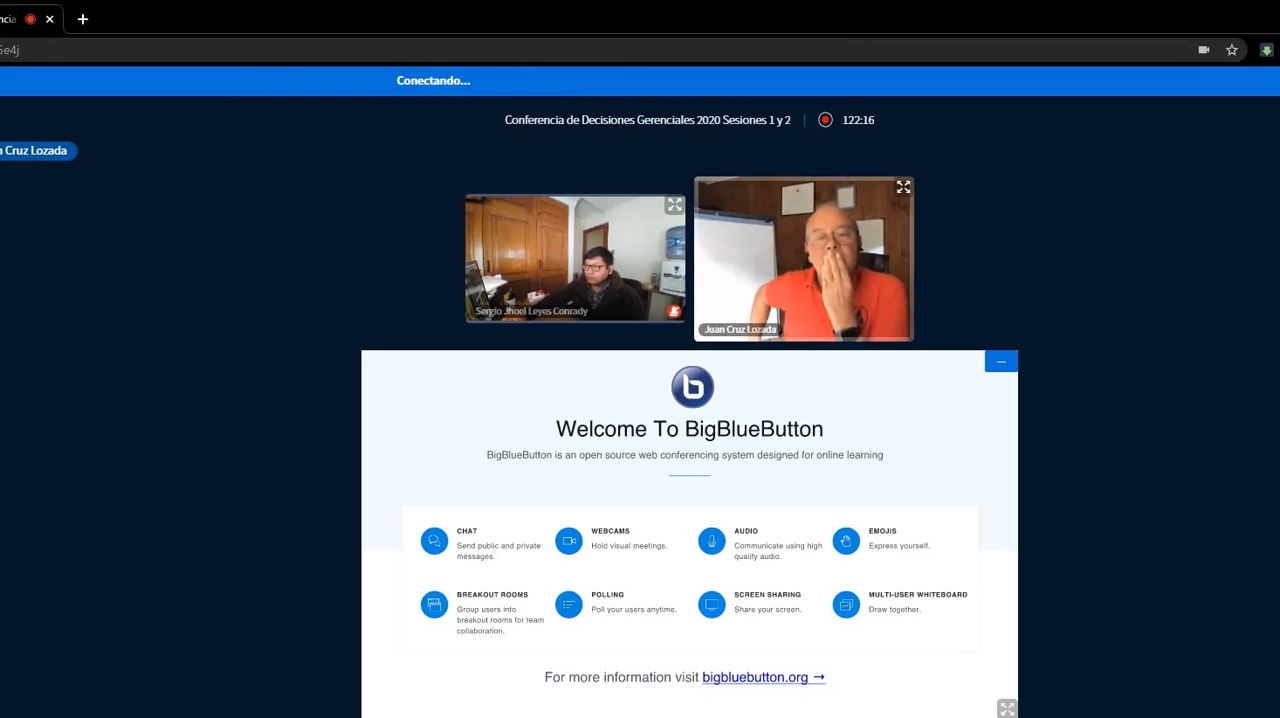 ncia
5e4j
Conectando...
Conferencia de Decisiones Gerenciales 2020 Sesiones 1 y 2 | 122:16
n Cruz Lozada
Sergio Jhoel Leyes Conrady
Juan Cruz Lozada
b
Welcome To BigBlueButton
BigBlueButton is an open source web conferencing system designed for online learning
CHAT
Send public and private
messages.
WEBCAMS
Hold visual meetings.
AUDIO
Communicate using high
quality audio.
EMOJIS
Express yourself.
BREAKOUT ROOMS
Group users into
breakout rooms for team
collaboration.
POLLING
Poll your users anytime.
SCREEN SHARING
Share your screen.
MULTI-USER WHITEBOARD
Draw together.
For more information visit bigbluebutton.org →